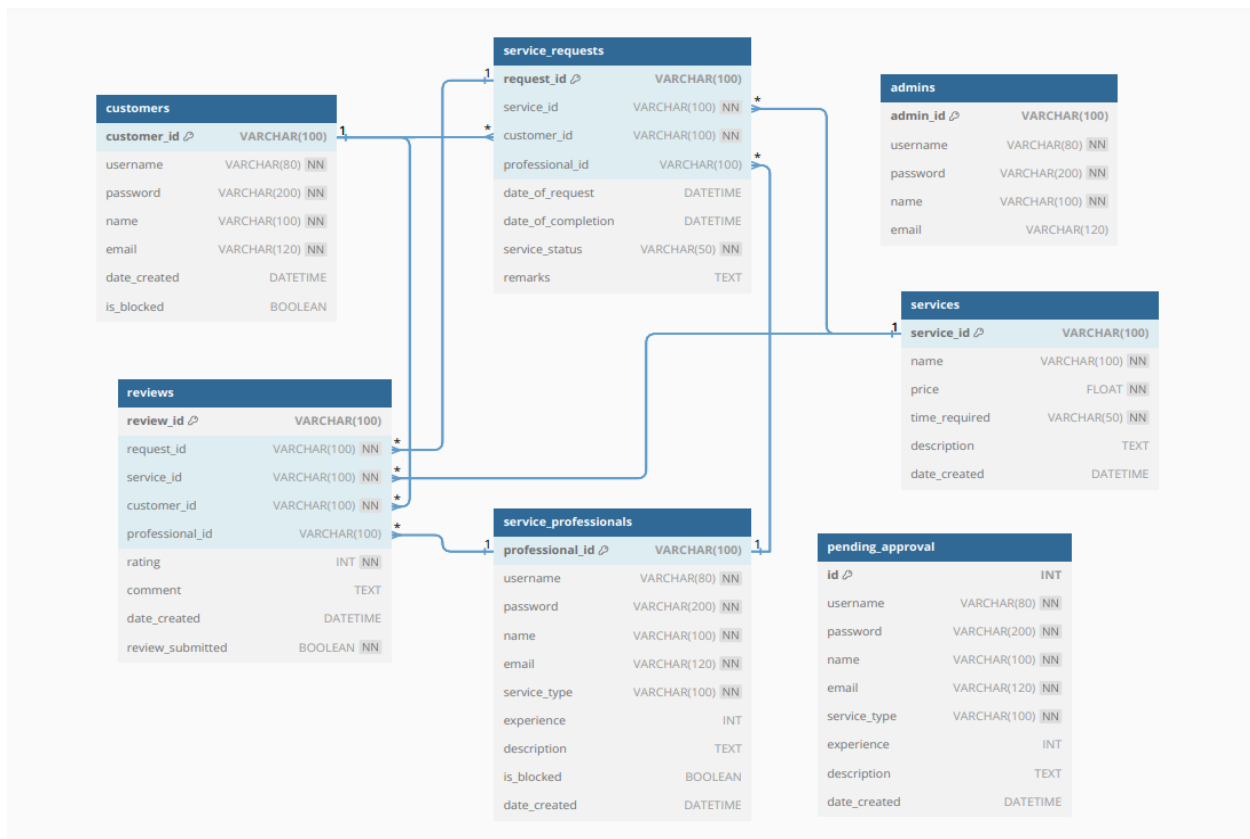 customers
customer_id VARCHAR(100)
username VARCHAR(80) NN
password VARCHAR(200) NN
name VARCHAR(100) NN
email VARCHAR(120) NN
date_created DATETIME
is_blocked BOOLEAN
1
service_requests
1 request_id VARCHAR(100)
service_id VARCHAR(100) NN *
* customer_id VARCHAR(100) NN
professional_id VARCHAR(100) *
date_of_request DATETIME
date_of_completion DATETIME
service_status VARCHAR(50) NN
remarks TEXT
admins
admin_id VARCHAR(100)
username VARCHAR(80) NN
password VARCHAR(200) NN
name VARCHAR(100) NN
email VARCHAR(120)
services
1 service_id VARCHAR(100)
name VARCHAR(100) NN
price FLOAT NN
time_required VARCHAR(50) NN
description TEXT
date_created DATETIME
reviews
review_id VARCHAR(100)
request_id VARCHAR(100) NN *
service_id VARCHAR(100) NN *
customer_id VARCHAR(100) NN *
professional_id VARCHAR(100) *
rating INT NN
comment TEXT
date_created DATETIME
review_submitted BOOLEAN NN
service_professionals
1 professional_id VARCHAR(100) 1
username VARCHAR(80) NN
password VARCHAR(200) NN
name VARCHAR(100) NN
email VARCHAR(120) NN
service_type VARCHAR(100) NN
experience INT
description TEXT
is_blocked BOOLEAN
date_created DATETIME
pending_approval
id INT
username VARCHAR(80) NN
password VARCHAR(200) NN
name VARCHAR(100) NN
email VARCHAR(120) NN
service_type VARCHAR(100) NN
experience INT
description TEXT
date_created DATETIME